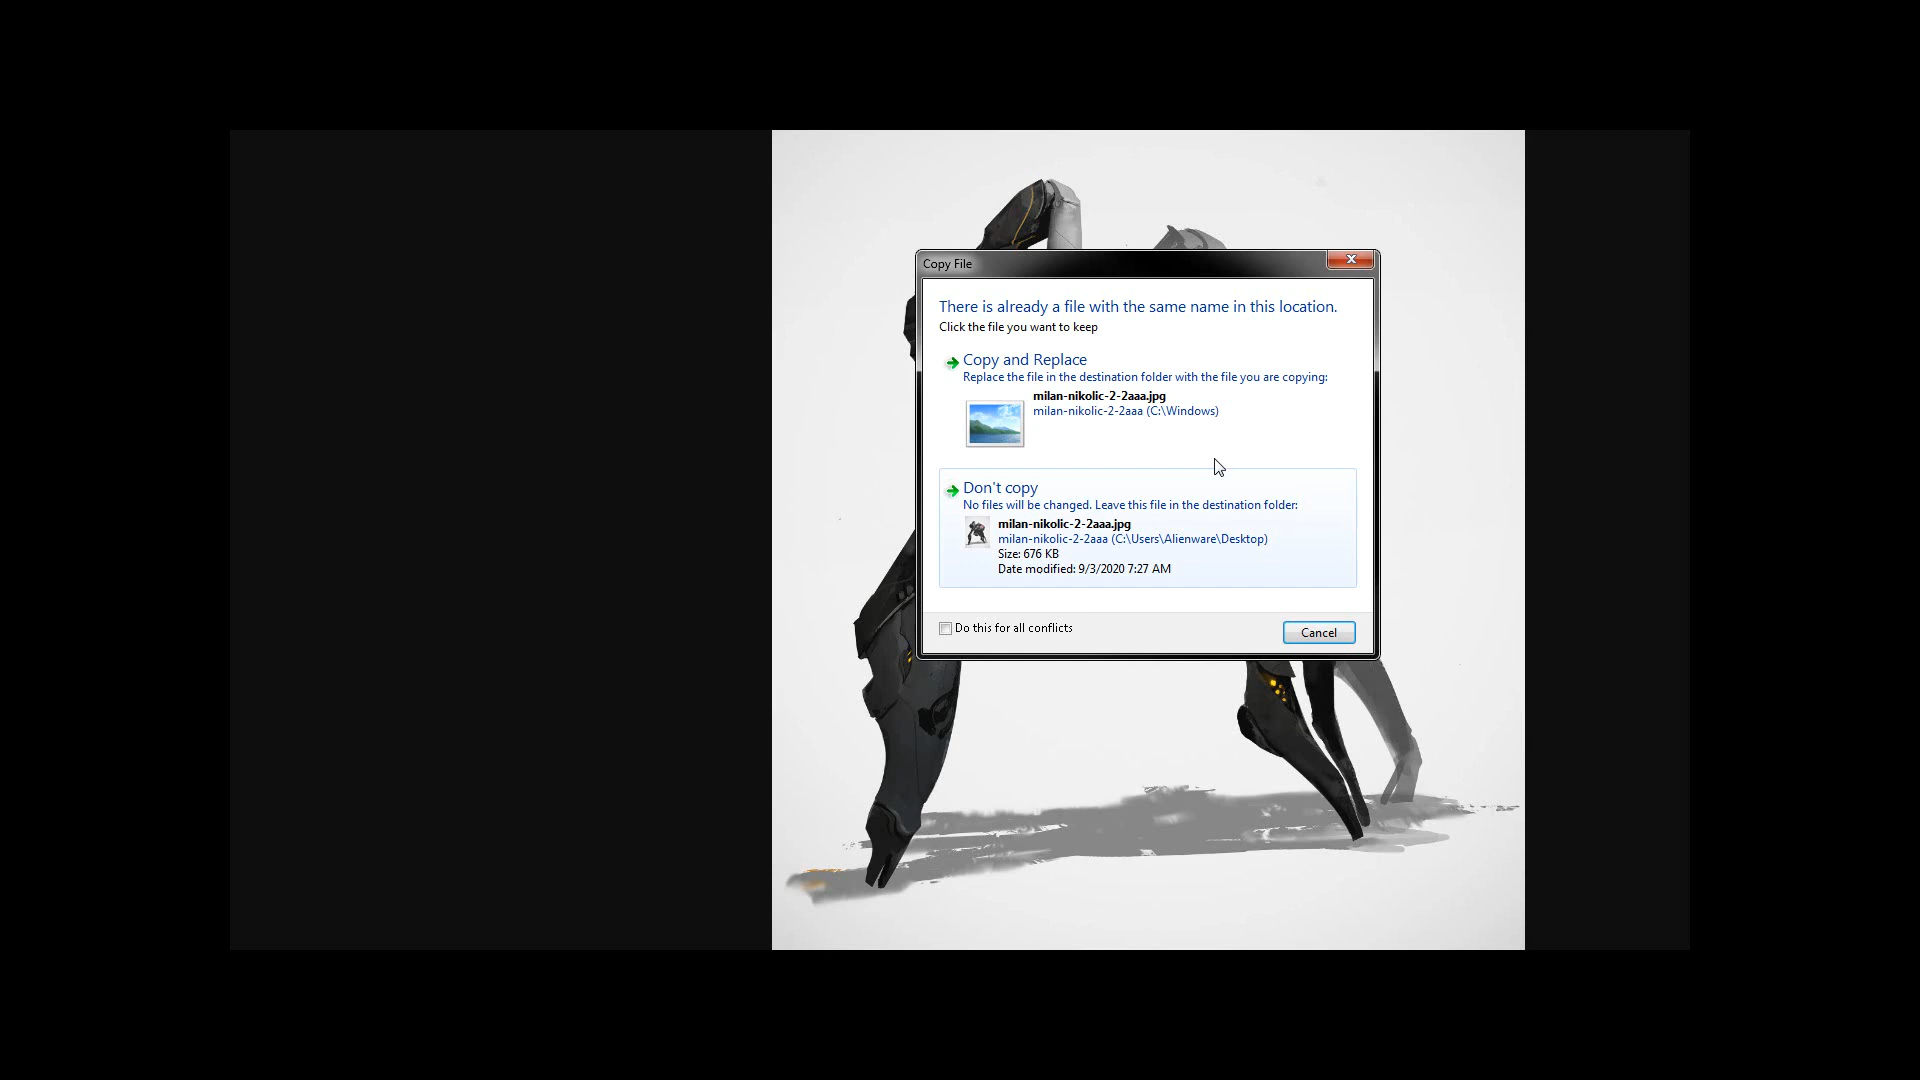 Copy File
There is already a file with the same name in this location.
Click the file you want to keep
Copy and Replace
Replace the file in the destination folder with the file you are copying:
milan-nikolic-2-2aaa.jpg
milan-nikolic-2-2aaa (C:\Windows)
Don't copy
No files will be changed. Leave this file in the destination folder:
milan-nikolic-2-2aaa.jpg
milan-nikolic-2-2aaa (C:\Users\Alienware\Desktop)
Size: 676 KB
Date modified: 9/3/2020 7:27 AM
Do this for all conflicts
Cancel